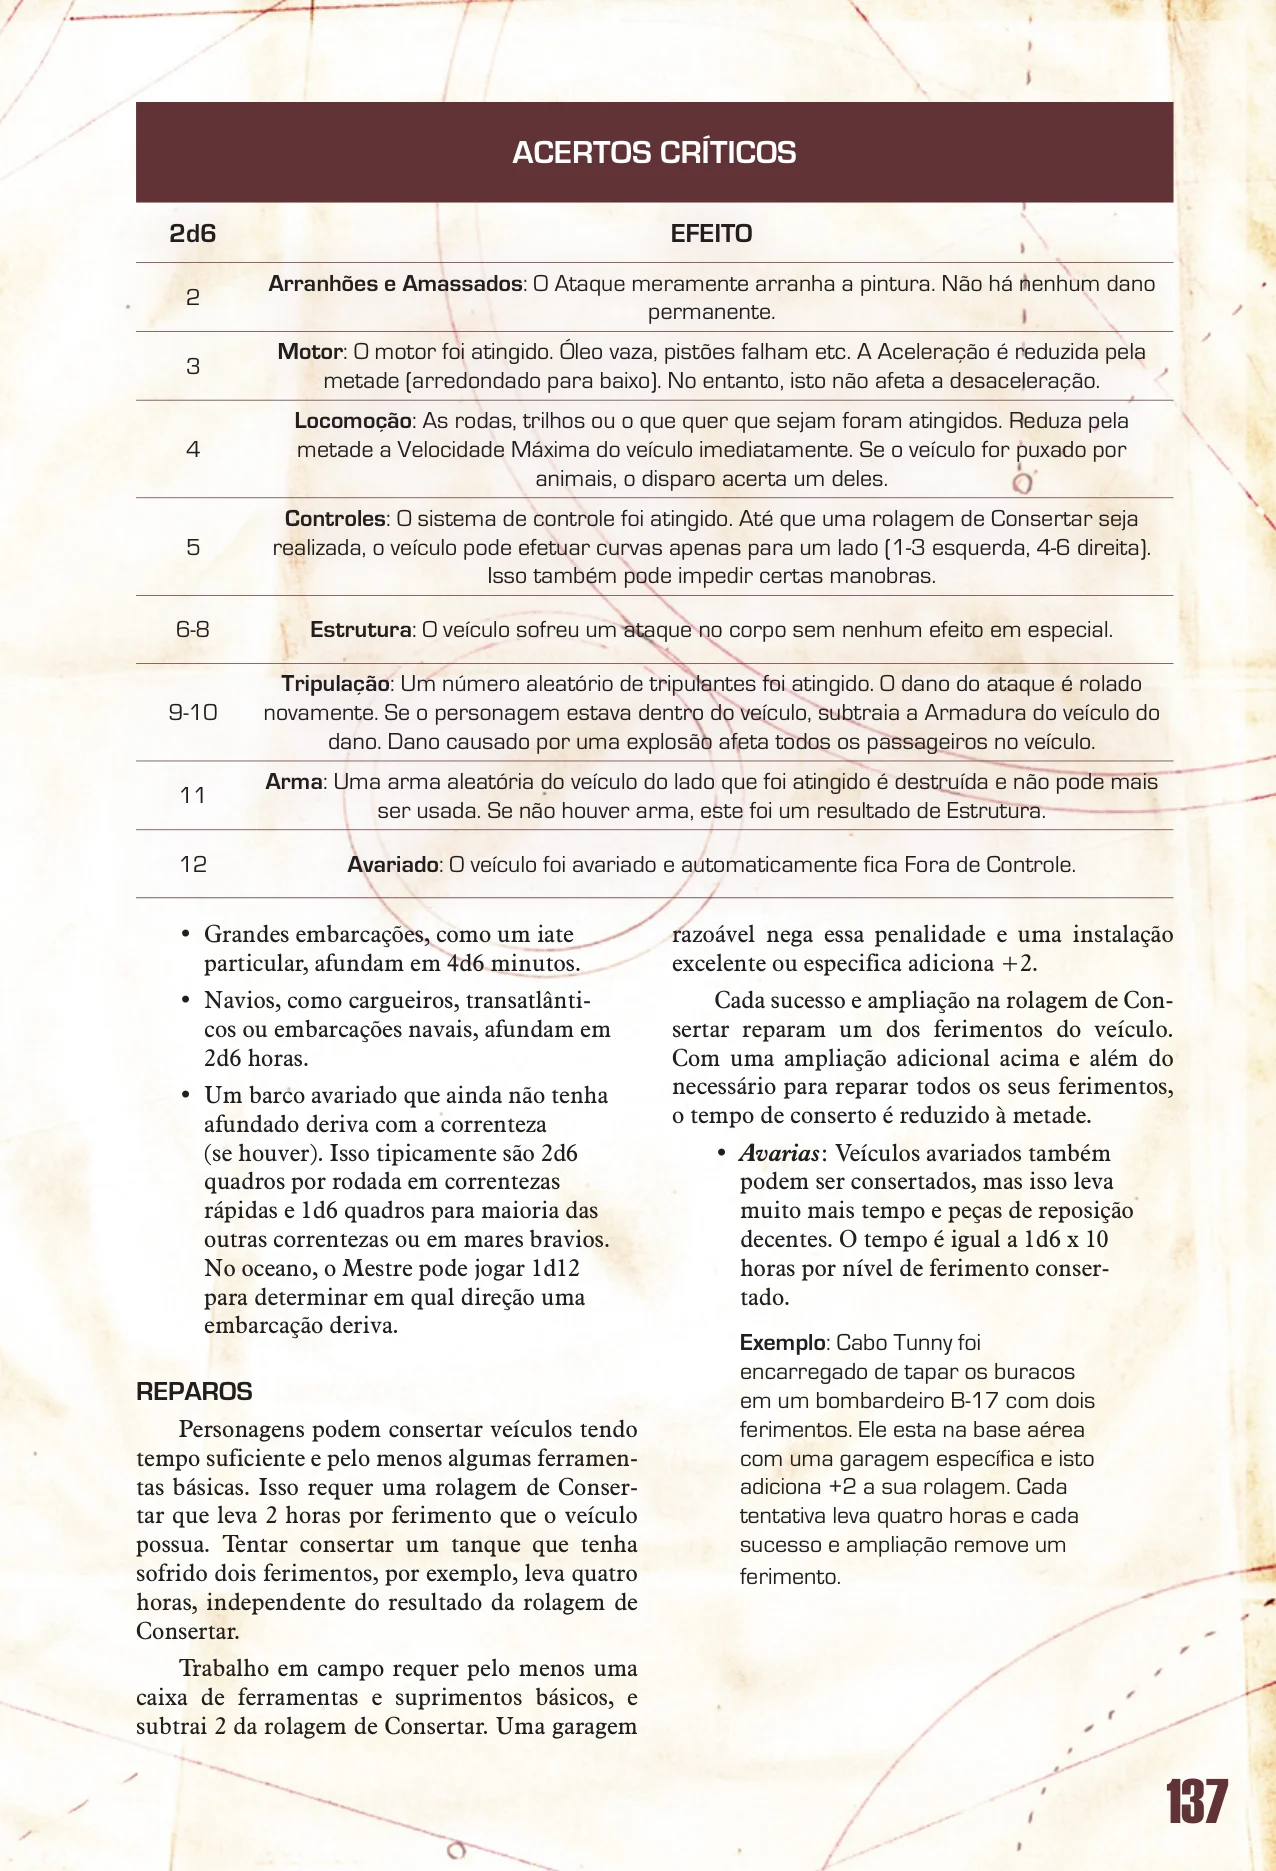 ACERTOS CRÍTICOS
2d6 EFEITO
2 Arranhões e Amassados: O Ataque meramente arranha a pintura. Não há nenhum dano
permanente.
3 Motor: O motor foi atingido. Óleo vaza, pistões falham etc. A Aceleração é reduzida pela
metade (arredondado para baixo). No entanto, isto não afeta a desaceleração.
4 Locomoção: As rodas, trilhos ou o que quer que sejam foram atingidos. Reduza pela
metade a Velocidade Máxima do veículo imediatamente. Se o veículo for puxado por
animais, o disparo acerta um deles.
5 Controles: O sistema de controle foi atingido. Até que uma rolagem de Consertar seja
realizada, o veículo pode efetuar curvas apenas para um lado (1-3 esquerda, 4-6 direita).
Isso também pode impedir certas manobras.
6-8 Estrutura: O veículo sofreu um ataque no corpo sem nenhum efeito em especial.
9-10 Tripulação: Um número aleatório de tripulantes foi atingido. O dano do ataque é rolado
novamente. Se o personagem estava dentro do veículo, subtraia a Armadura do veículo do
dano. Dano causado por uma explosão afeta todos os passageiros no veículo.
11 Arma: Uma arma aleatória do veículo do lado que foi atingido é destruída e não pode mais
ser usada. Se não houver arma, este foi um resultado de Estrutura.
12 Avariado: O veículo foi avariado e automaticamente fica Fora de Controle.
• Grandes embarcações, como um iate
particular, afundam em 4d6 minutos.
• Navios, como cargueiros, transatlânti-
cos ou embarcações navais, afundam em
2d6 horas.
• Um barco avariado que ainda não tenha
afundado deriva com a correnteza
(se houver). Isso tipicamente são 2d6
quadros por rodada em correntezas
rápidas e 1d6 quadros para maioria das
outras correntezas ou em mares bravios.
No oceano, o Mestre pode jogar 1d12
para determinar em qual direção uma
embarcação deriva.
REPAROS
Personagens podem consertar veículos tendo
tempo suficiente e pelo menos algumas ferramen-
tas básicas. Isso requer uma rolagem de Conser-
tar que leva 2 horas por ferimento que o veículo
possua. Tentar consertar um tanque que tenha
sofrido dois ferimentos, por exemplo, leva quatro
horas, independente do resultado da rolagem de
Consertar.
Trabalho em campo requer pelo menos uma
caixa de ferramentas e suprimentos básicos, e
subtrai 2 da rolagem de Consertar. Uma garagem
razoável nega essa penalidade e uma instalação
excelente ou especifica adiciona +2.
Cada sucesso e ampliação na rolagem de Con-
sertar reparam um dos ferimentos do veículo.
Com uma ampliação adicional acima e além do
necessário para reparar todos os seus ferimentos,
o tempo de conserto é reduzido à metade.
• Avarias: Veículos avariados também
podem ser consertados, mas isso leva
muito mais tempo e peças de reposição
decentes. O tempo é igual a 1d6 x 10
horas por nível de ferimento conser-
tado.
Exemplo: Cabo Tunny foi
encarregado de tapar os buracos
em um bombardeiro B-17 com dois
ferimentos. Ele esta na base aérea
com uma garagem específica e isto
adiciona +2 a sua rolagem. Cada
tentativa leva quatro horas e cada
sucesso e ampliação remove um
ferimento.
137